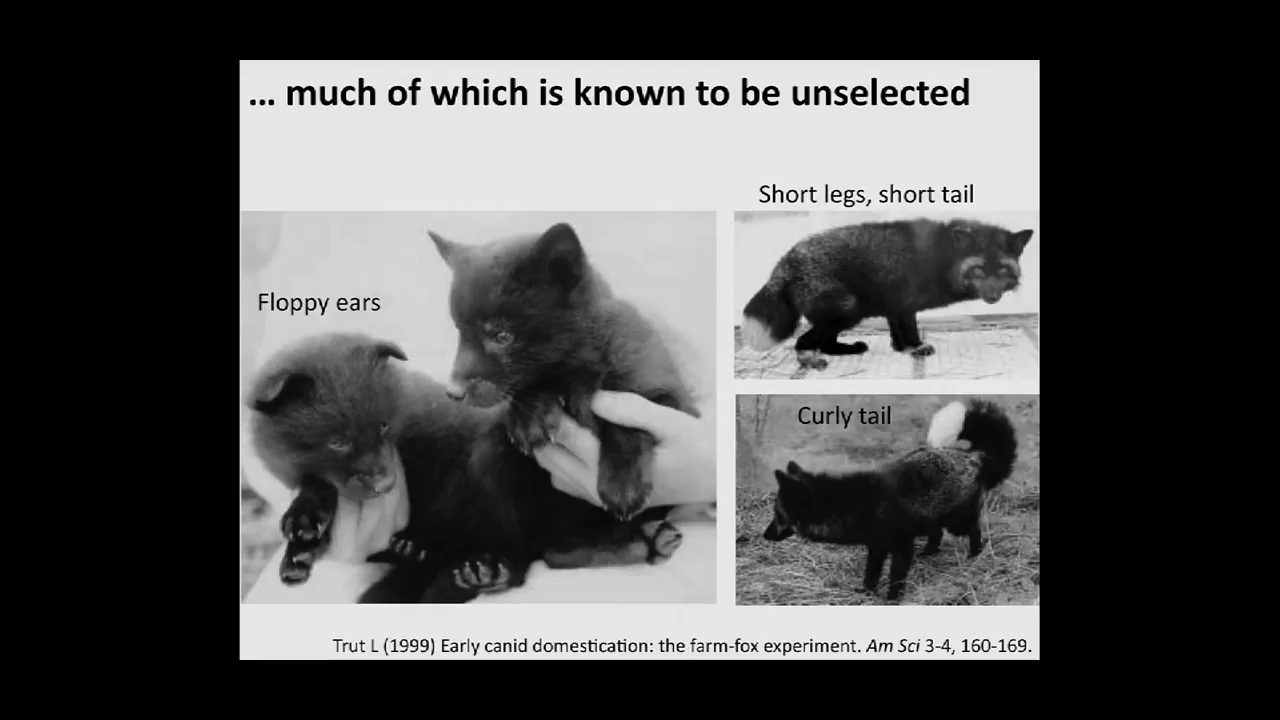 ... much of which is known to be unselected
Short legs, short tail
Floppy ears
Curly tail
Trut L (1999) Early canid domestication: the farm-fox experiment. Am Sci 3-4, 160-169.